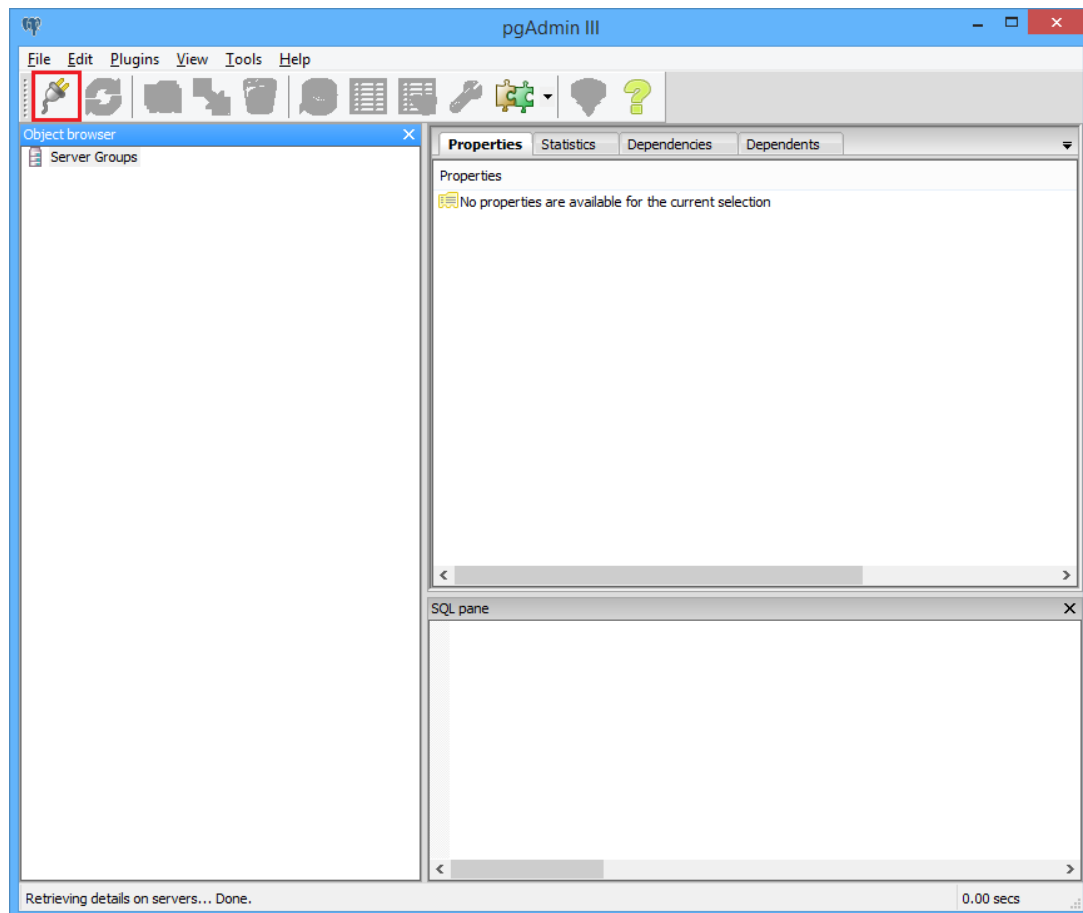 pgAdmin III
File Edit Plugins View Tools Help
Object browser
Server Groups
Properties Statistics Dependencies Dependents
Properties
No properties are available for the current selection
SQL pane
Retrieving details on servers... Done.
0.00 secs